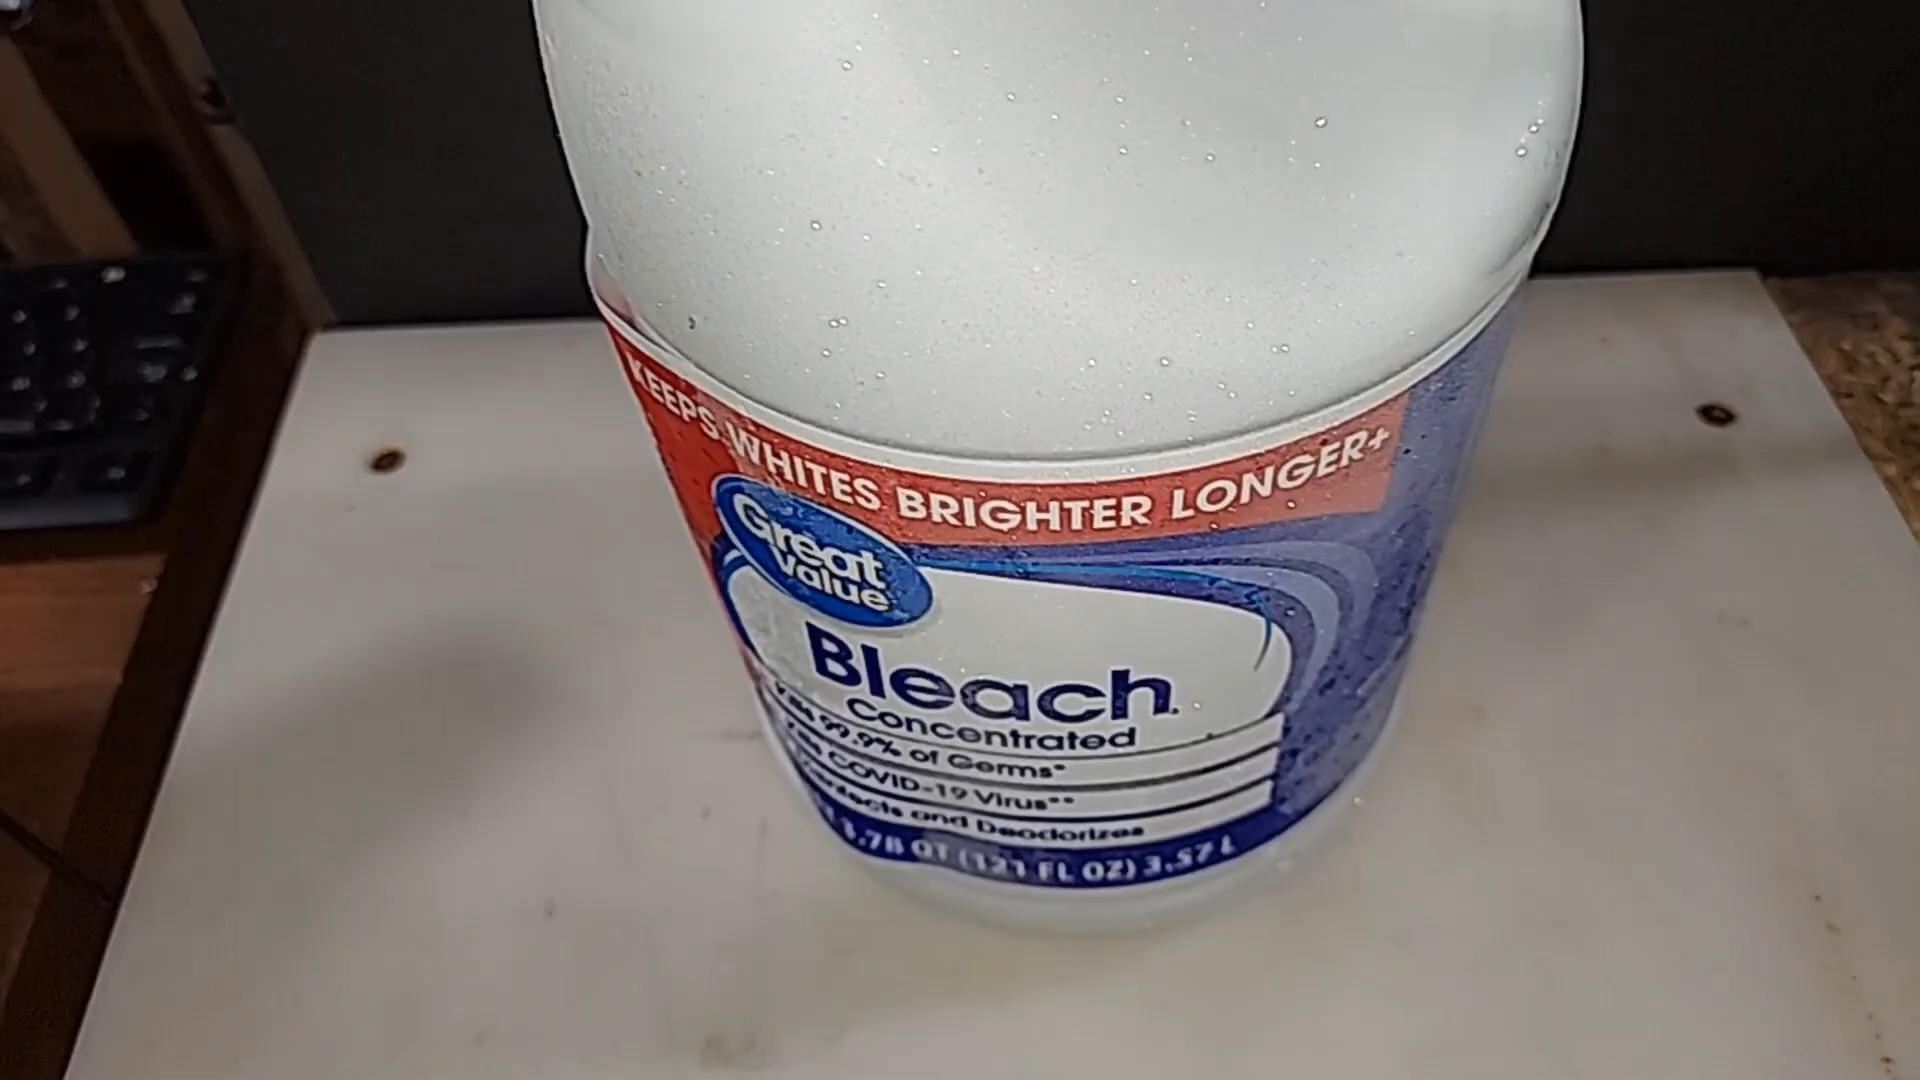 KEEPS WHITES BRIGHTER LONGER+
Great
Value
Bleach
Concentrated
Kills 99.9% of Germs*
COVID-19 Virus**
and Deodorizes
3.78 QT (121 FL OZ) 3.57 L